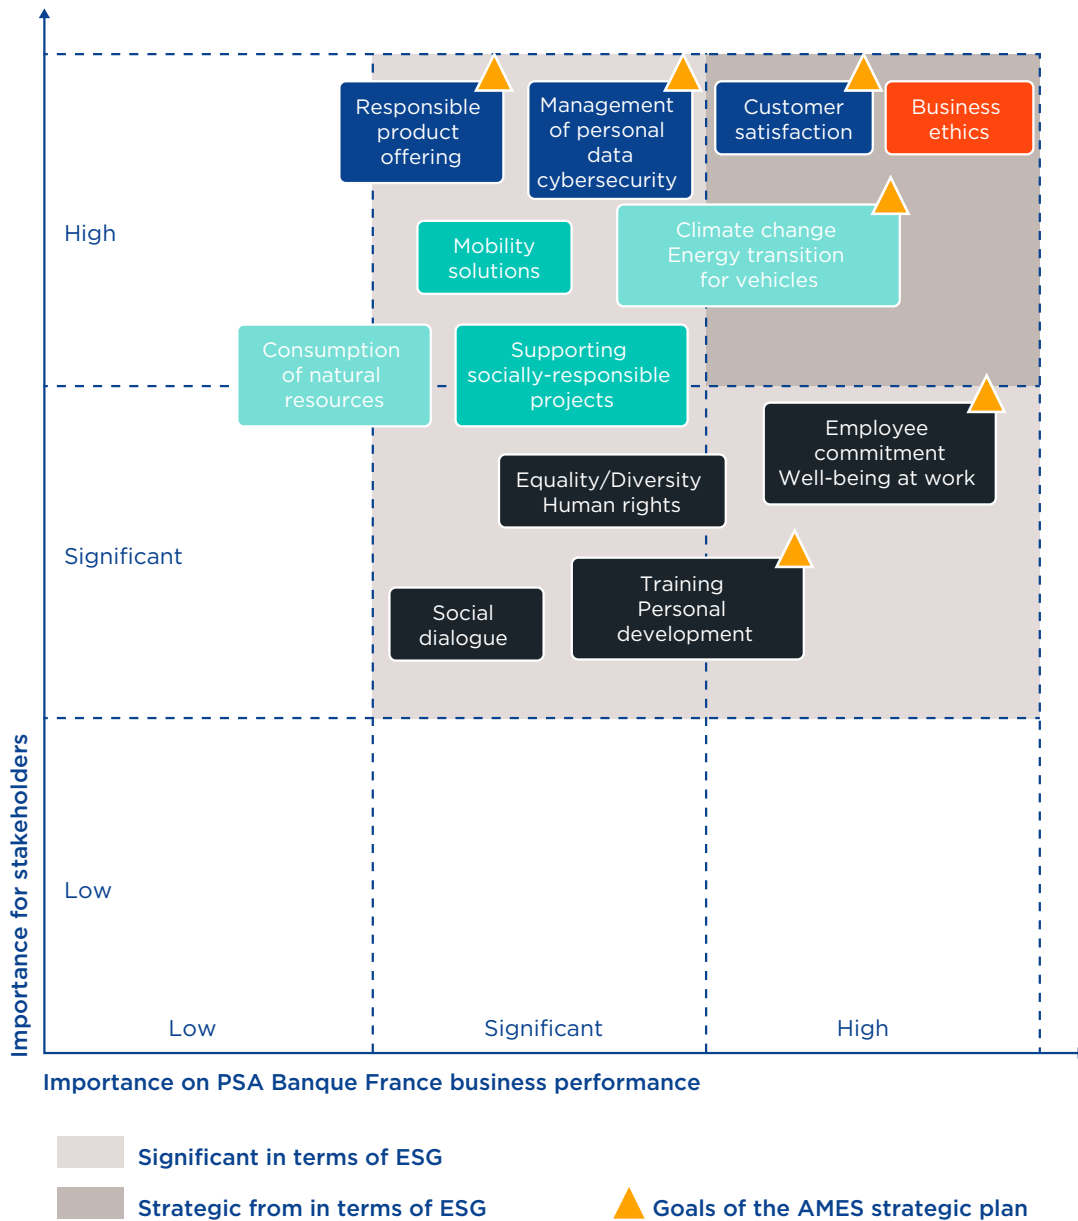 Responsible
product
offering
Management
of personal
data
cybersecurity
Customer
satisfaction
Business
ethics
High
Mobility
solutions
Climate change
Energy transition
for vehicles
Consumption
of natural
resources
Supporting
socially-responsible
projects
Employee
commitment
Well-being at work
Equality/Diversity
Human rights
Significant
Training
Personal
development
Social
dialogue
Low
Importance for stakeholders
Low
Significant
High
Importance on PSA Banque France business performance
Significant in terms of ESG
Strategic from in terms of ESG
Goals of the AMES strategic plan